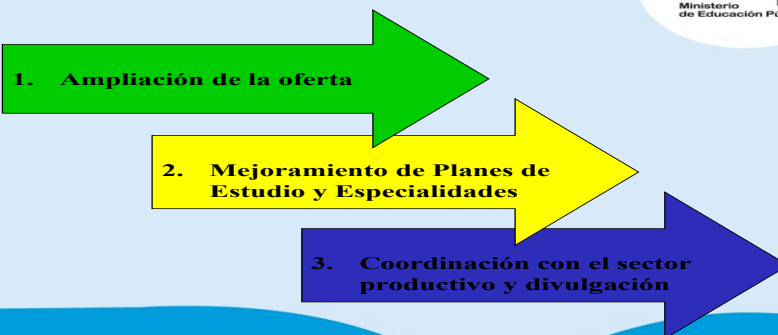 Ministerio
de Educación Pú
1. Ampliación de la oferta
2. Mejoramiento de Planes de
Estudio y Especialidades
3. Coordinación con el sector
productivo y divulgación